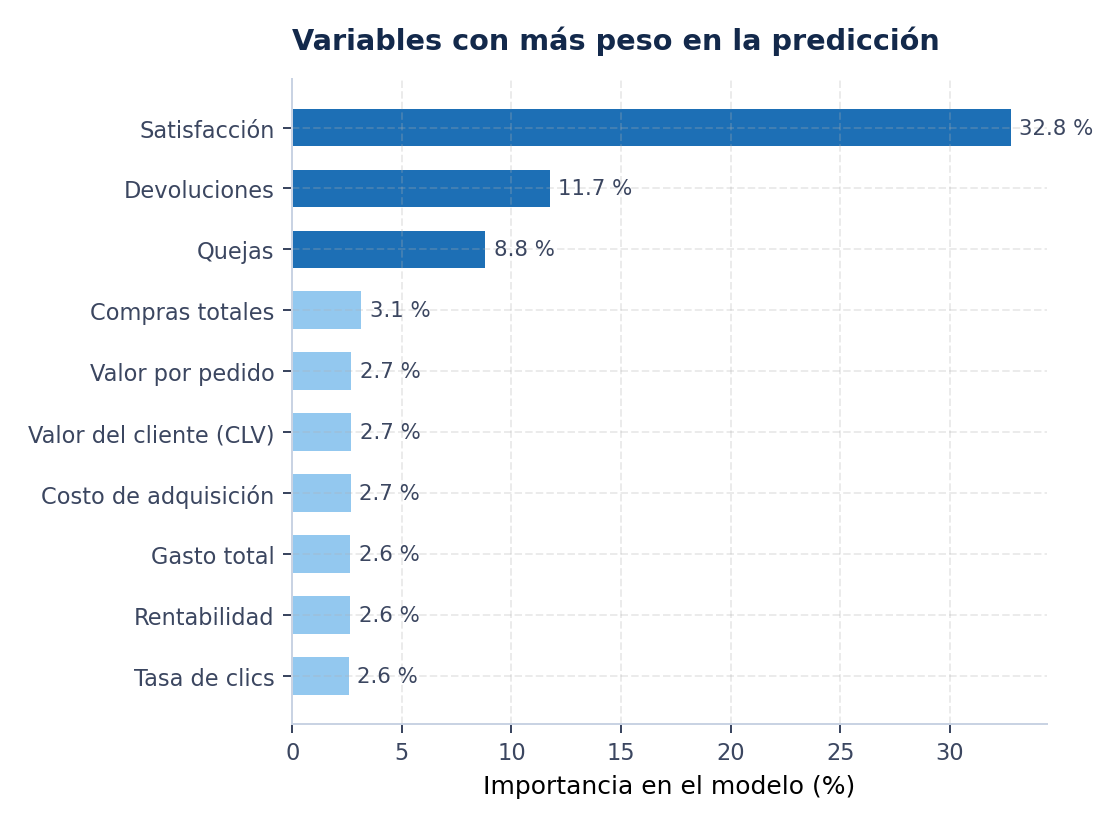 Variables con más peso en la predicción
Satisfacción 32.8 %
Devoluciones 11.7 %
Quejas 8.8 %
Compras totales 3.1 %
Valor por pedido 2.7 %
Valor del cliente (CLV) 2.7 %
Costo de adquisición 2.7 %
Gasto total 2.6 %
Rentabilidad 2.6 %
Tasa de clics 2.6 %
0 5 10 15 20 25 30
Importancia en el modelo (%)